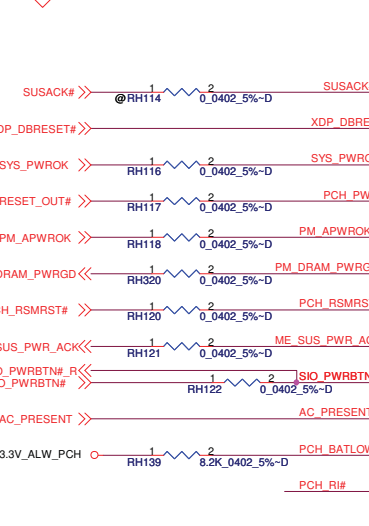 1 2
SUSACK# SUSACK
@RH114 0_0402_5%~D
DP_DBRESET# XDP_DBRE
1 2
SYS_PWROK SYS_PWRO
RH116 0_0402_5%~D
1 2
RESET_OUT# PCH_PW
RH117 0_0402_5%~D
1 2
PM_APWROK PM_APWROK
RH118 0_0402_5%~D
1 2
DRAM_PWRGD PM_DRAM_PWRG
RH320 0_0402_5%~D
1 2
H_RSMRST# PCH_RSMRS
RH120 0_0402_5%~D
1 2
SUS_PWR_ACK ME_SUS_PWR_AC
RH121 0_0402_5%~D
O_PWRBTN#_R
1 2
O_PWRBTN# SIO_PWRBTN
RH122 0_0402_5%~D
AC_PRESENT AC_PRESENT
1 2
3.3V_ALW_PCH PCH_BATLOW
RH139 8.2K_0402_5%~D
PCH_RI#